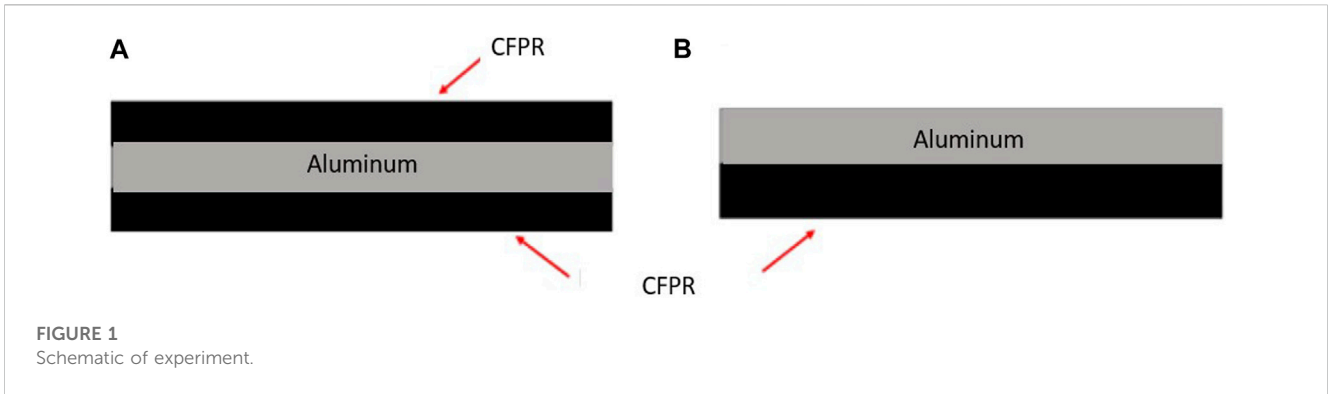 A
CFPR
B
Aluminum
Aluminum
CFPR
FIGURE 1
Schematic of experiment.